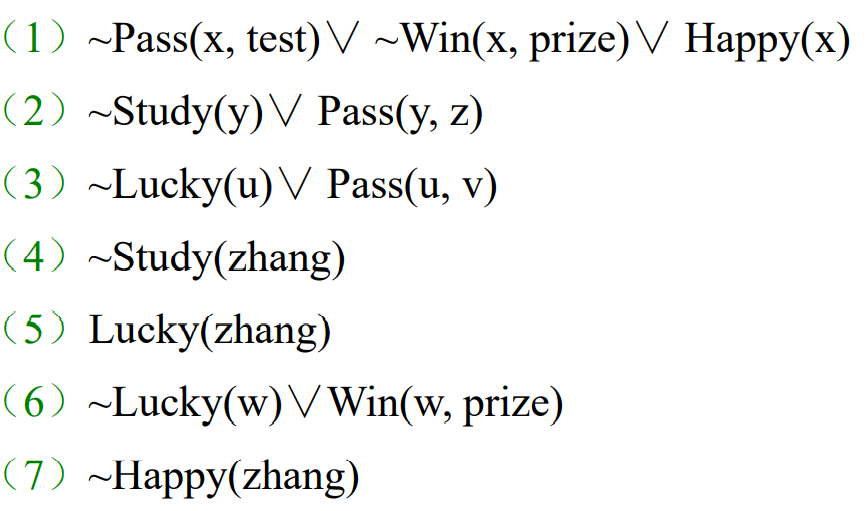 （1）~Pass(x, test)∨ ~Win(x, prize)∨ Happy(x)
（2）~Study(y)∨ Pass(y, z)
（3）~Lucky(u)∨ Pass(u, v)
（4）~Study(zhang)
（5）Lucky(zhang)
（6）~Lucky(w)∨Win(w, prize)
（7）~Happy(zhang)